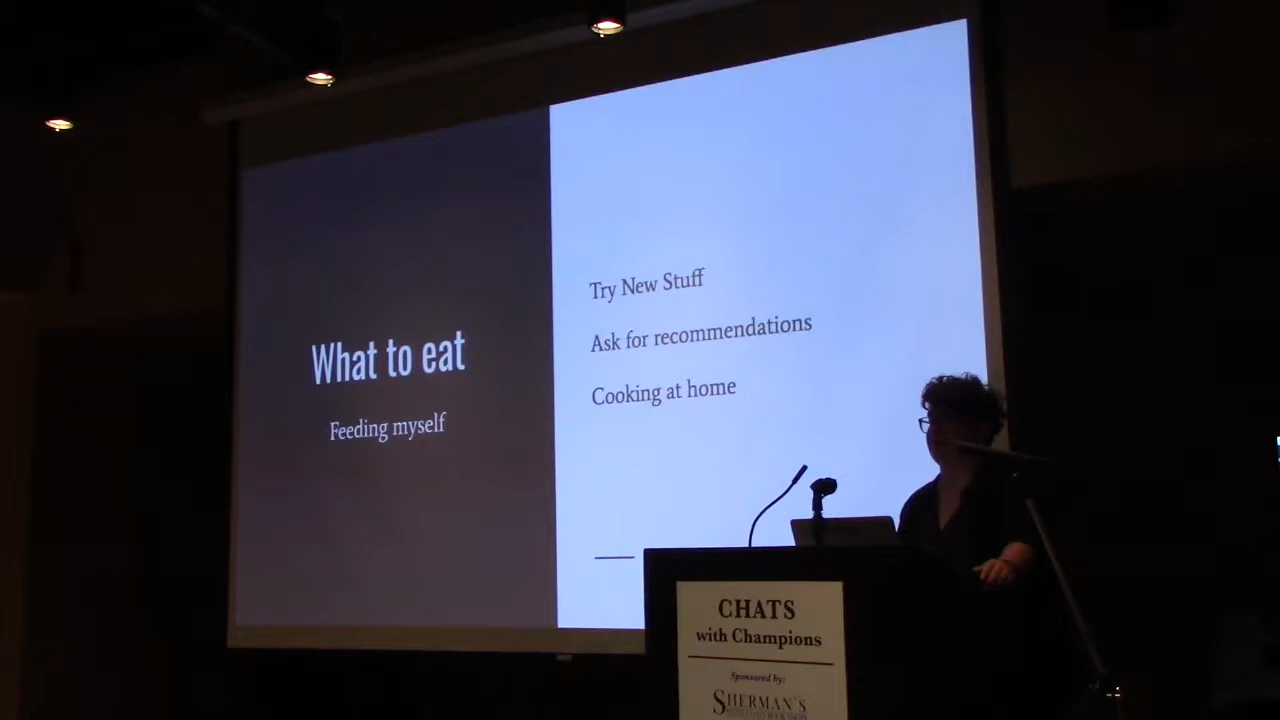 What to eat
Feeding myself
Try New Stuff
Ask for recommendations
Cooking at home
CHATS
with Champions
Sponsored by:
SHERMAN'S